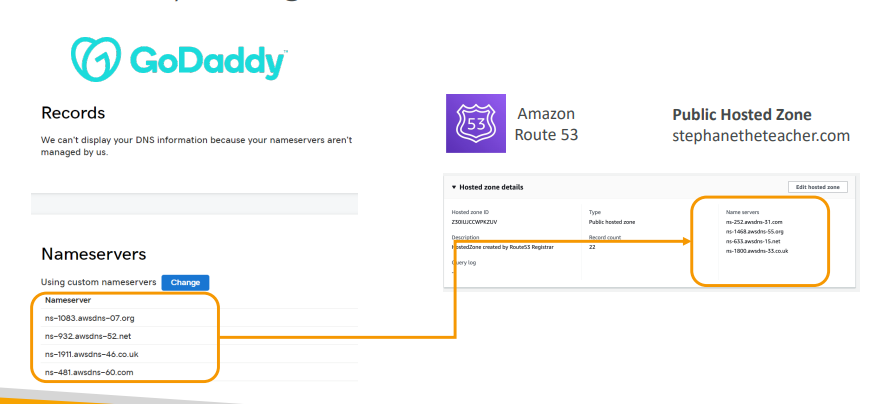 GoDaddy
Records
We can't display your DNS information because your nameservers aren't
managed by us.
Nameservers
Using custom nameservers Change
Nameserver
ns-1083.awsdns-07.org
ns-932.awsdns-52.net
ns-1911.awsdns-46.co.uk
ns-481.awsdns-60.com
53
Amazon
Route 53
Public Hosted Zone
stephanetheteacher.com
▼ Hosted zone details
Edit hosted zone
Hosted zone ID
Type
Public hosted zone
Description
HostedZone created by Route53 Registrar
Record count
22
Query log
-
Name servers
ns-252.awsdns-31.com
ns-1468.awsdns-55.org
ns-633.awsdns-15.net
ns-1800.awsdns-33.co.uk